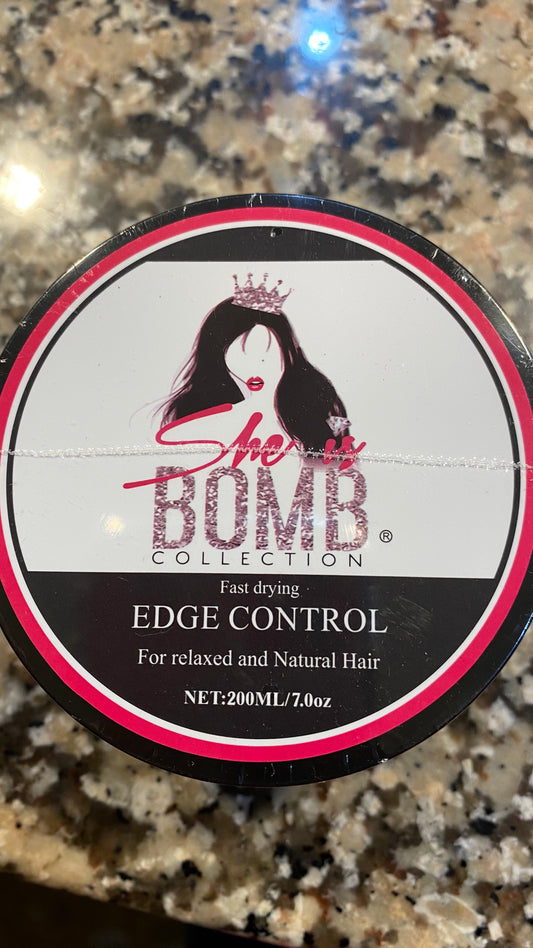 She is
BOMB ®
COLLECTION
Fast drying
EDGE CONTROL
For relaxed and Natural Hair
NET:200ML/7.0oz